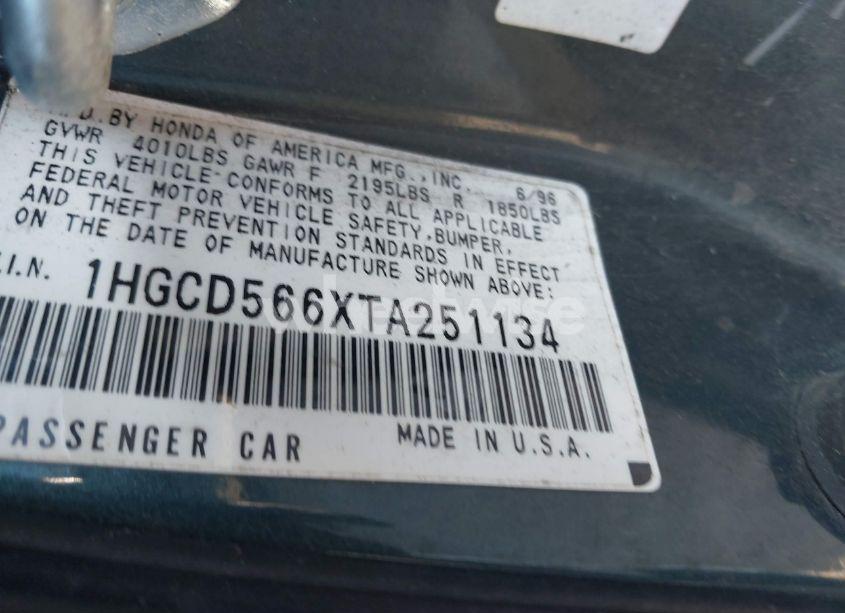 MFD. BY HONDA OF AMERICA MFG., INC. 6/96
GVWR 4010LBS GAWR F 2195LBS R 1850LBS
THIS VEHICLE CONFORMS TO ALL APPLICABLE
FEDERAL MOTOR VEHICLE SAFETY, BUMPER,
AND THEFT PREVENTION STANDARDS IN EFFECT
ON THE DATE OF MANUFACTURE SHOWN ABOVE:
.I.N. 1HGCD566XTA251134
PASSENGER CAR MADE IN U.S.A.